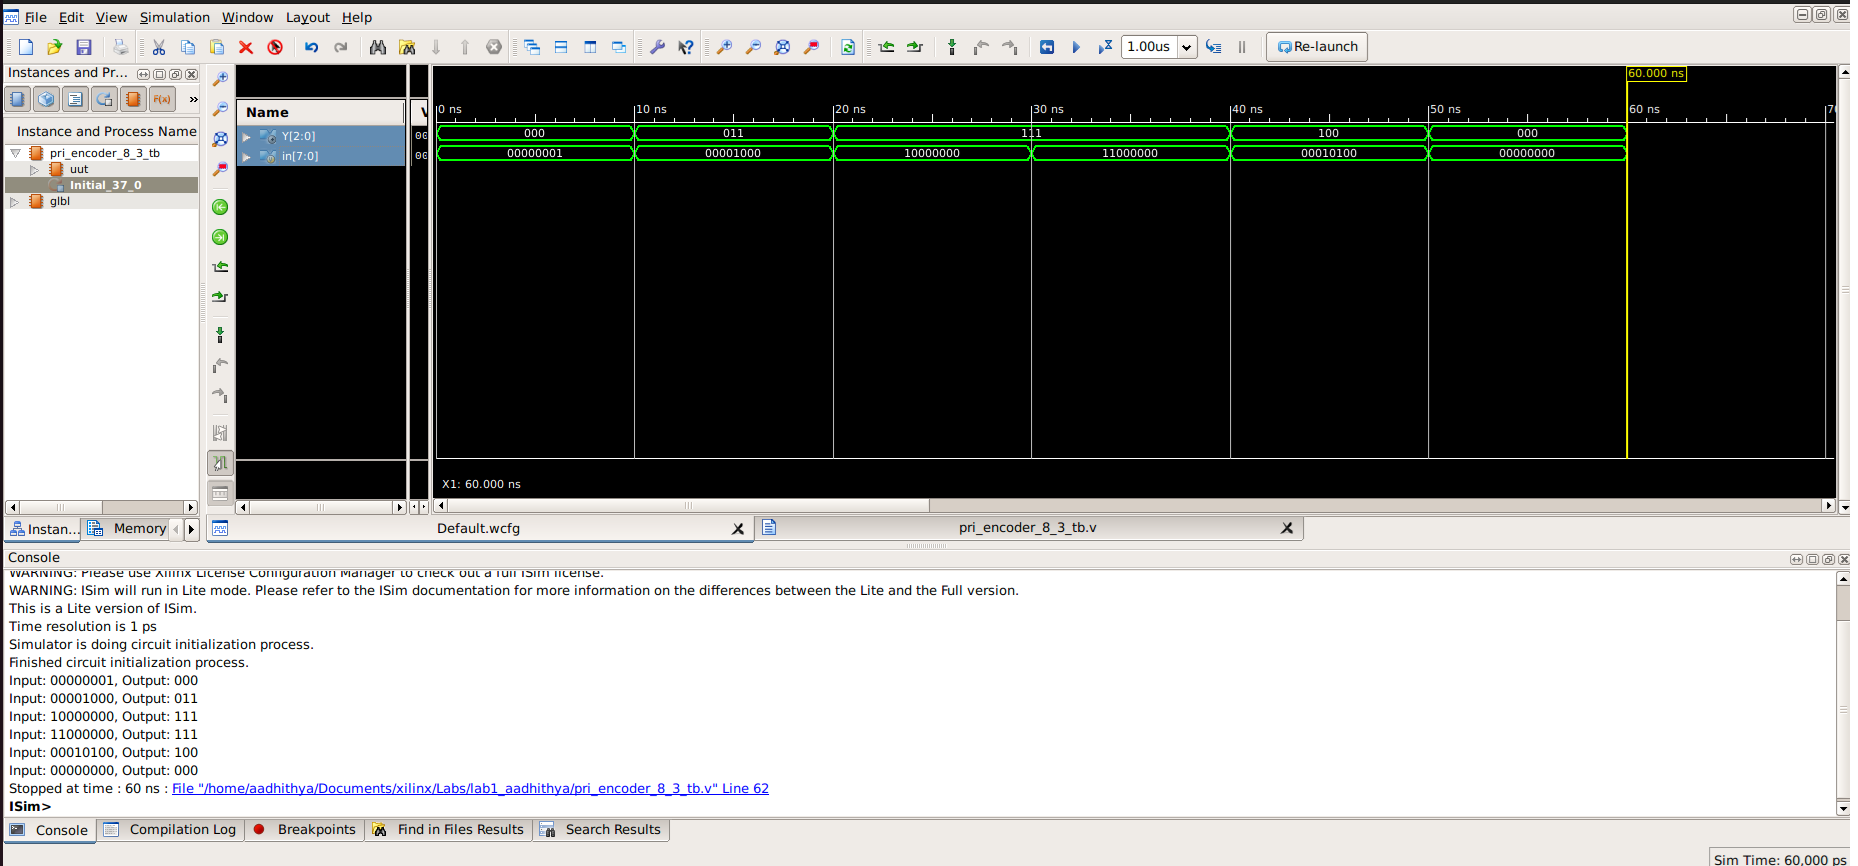 File Edit View Simulation Window Layout Help
1.00us
Re-launch
Instances and Pr...
F(x)
»
Instance and Process Name
pri_encoder_8_3_tb
uut
Initial_37_0
glbl
Instan...
Memory
Name
Y[2:0]
in[7:0]
60.000 ns
0 ns 10 ns 20 ns 30 ns 40 ns 50 ns 60 ns
000 011 111 100 000
00000001 00001000 10000000 11000000 00010100 00000000
X1: 60.000 ns
Default.wcfg
pri_encoder_8_3_tb.v
Console
WARNING: Please use Xilinx License Configuration Manager to check out a full ISim license.
WARNING: ISim will run in Lite mode. Please refer to the ISim documentation for more information on the differences between the Lite and the Full version.
This is a Lite version of ISim.
Time resolution is 1 ps
Simulator is doing circuit initialization process.
Finished circuit initialization process.
Input: 00000001, Output: 000
Input: 00001000, Output: 011
Input: 10000000, Output: 111
Input: 11000000, Output: 111
Input: 00010100, Output: 100
Input: 00000000, Output: 000
Stopped at time : 60 ns : File "/home/aadhithya/Documents/xilinx/Labs/lab1_aadhithya/pri_encoder_8_3_tb.v" Line 62
ISim>
Console Compilation Log Breakpoints Find in Files Results Search Results
Sim Time: 60,000 ps